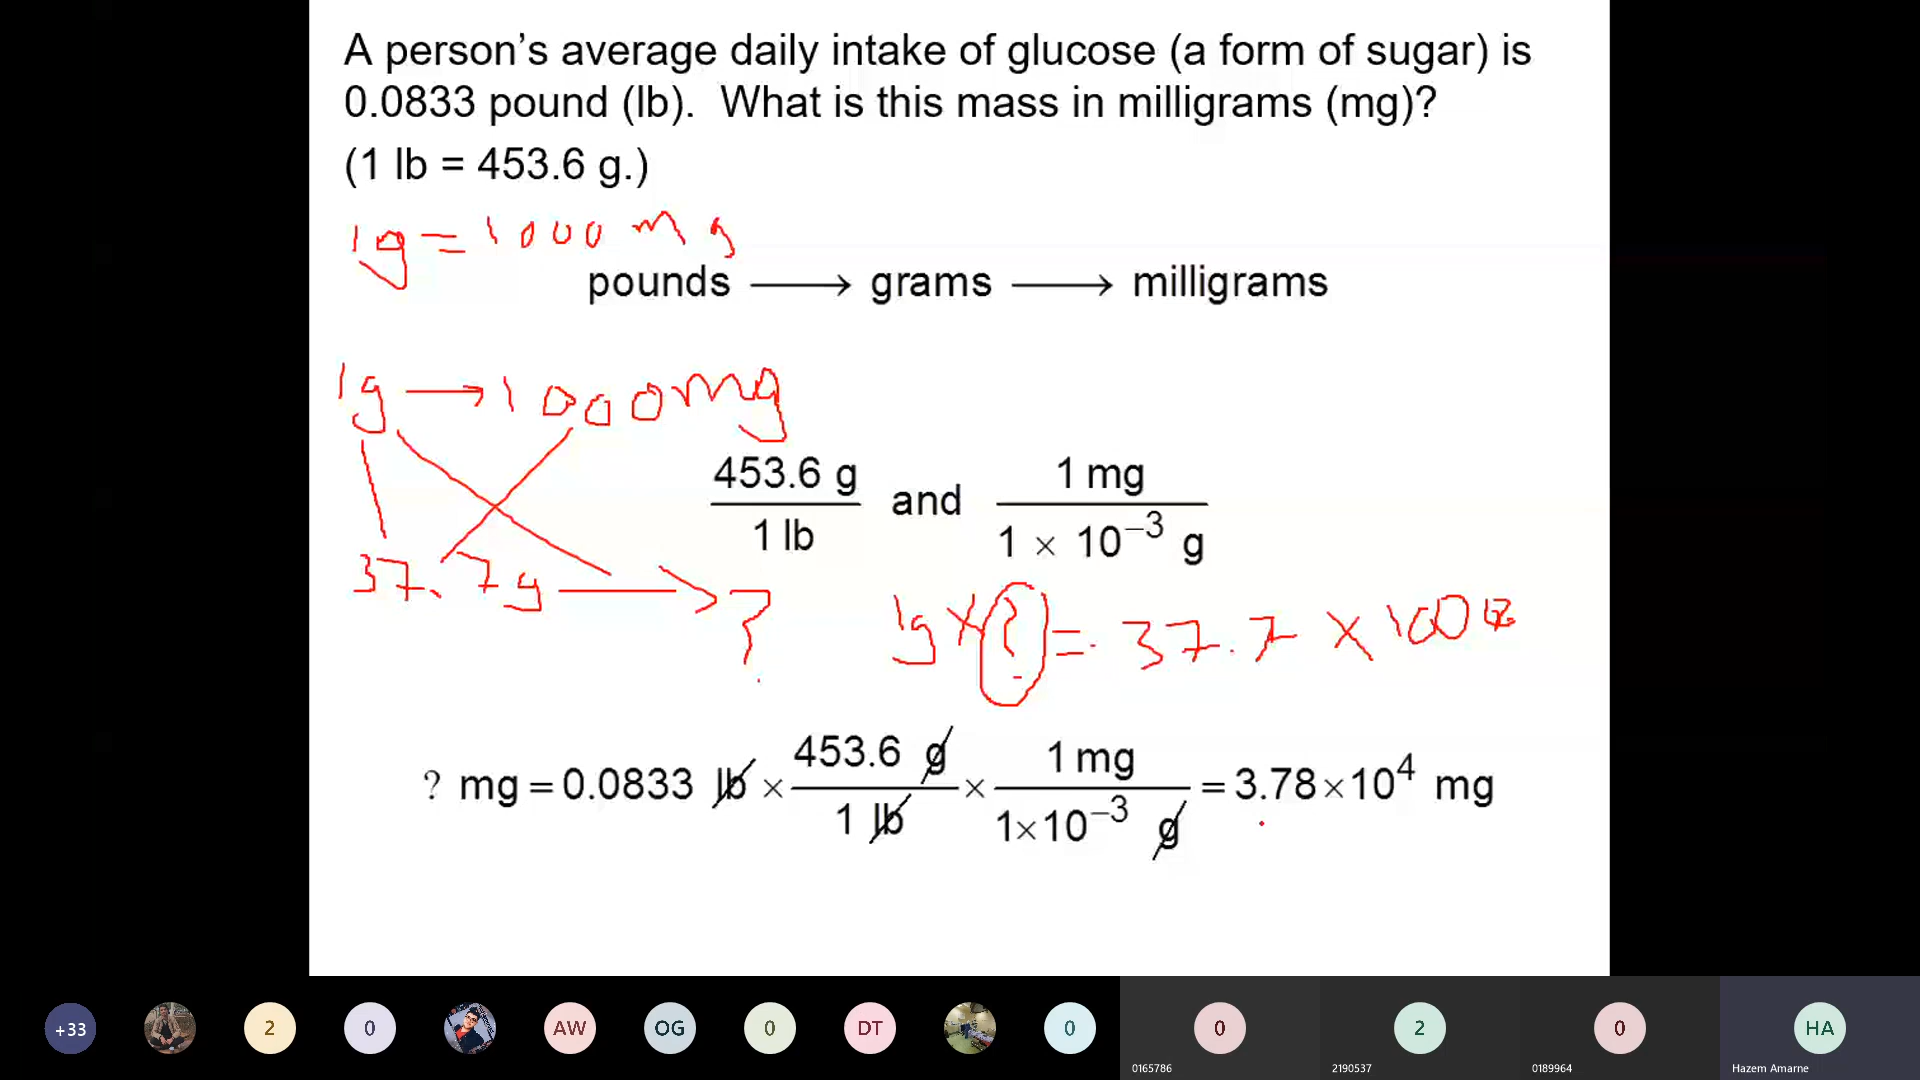 A person’s average daily intake of glucose (a form of sugar) is
0.0833 pound (lb).  What is this mass in milligrams (mg)?
(1 lb = 453.6 g.)
1g = 1000 mg
pounds ⟶ grams ⟶ milligrams
1g → 1000mg
453.6 g / 1 lb and 1 mg / 1 × 10⁻³ g
37.7g → ?
1g × ? = 37.7 × 1000
? mg = 0.0833 lb × 453.6 g / 1 lb × 1 mg / 1×10⁻³ g = 3.78×10⁴ mg
+33 2 0 AW OG 0 DT 0 0 2 0 HA
0165786 2190537 0189964 Hazem Amarne